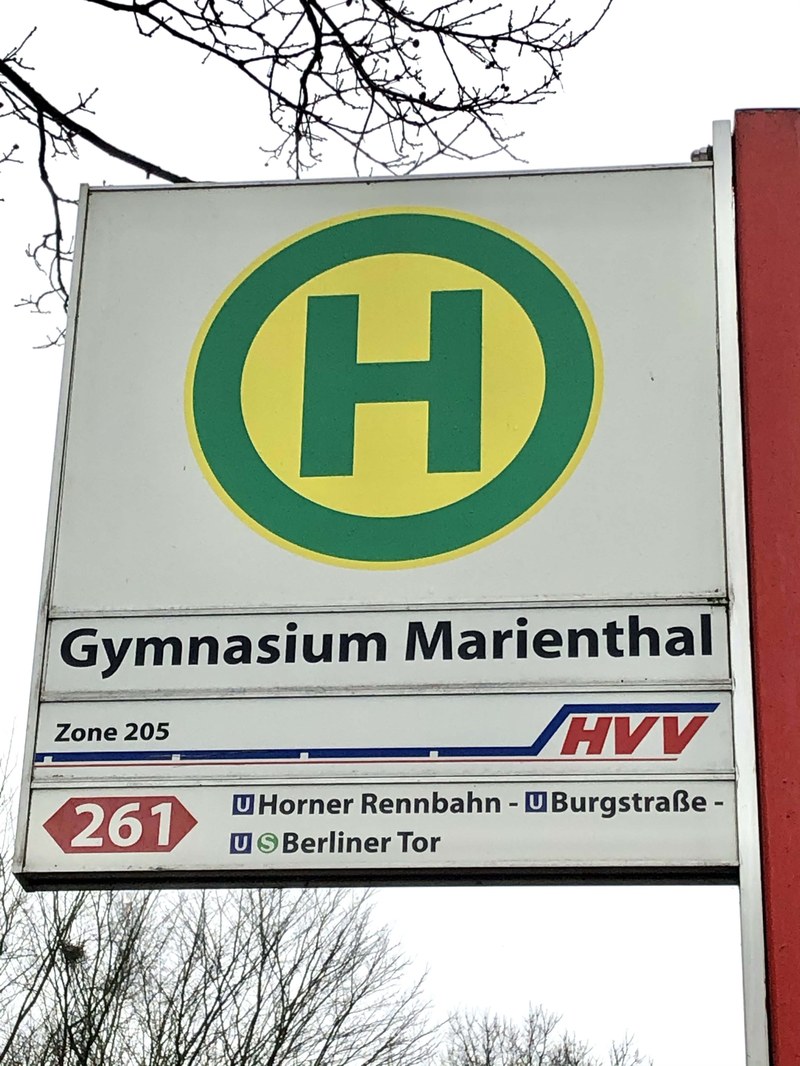 H
Gymnasium Marienthal
Zone 205
HVV
261
U Horner Rennbahn - U Burgstraße -
U S Berliner Tor